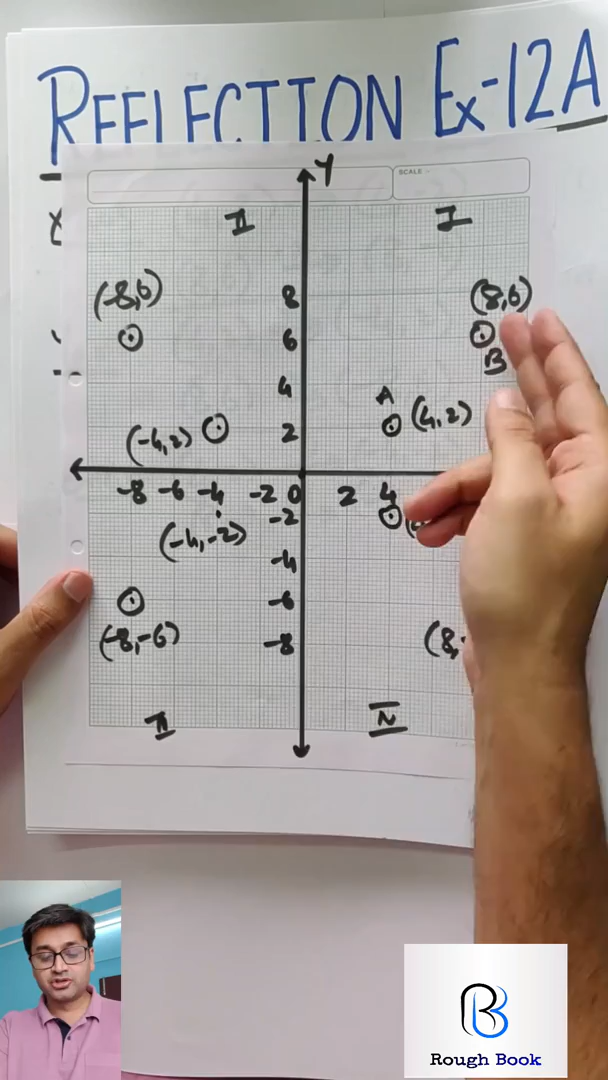 REFLECTION Ex-12A
Y
SCALE
II
I
(-8,6)
8
(8,6)
6
B
4
A
(4,2)
(-4,2)
2
-8 -6 -4 -2 0 2 4
-2
(-4,-2)
-4
-6
(-8,-6)
-8
(8,-
IV
B
Rough Book